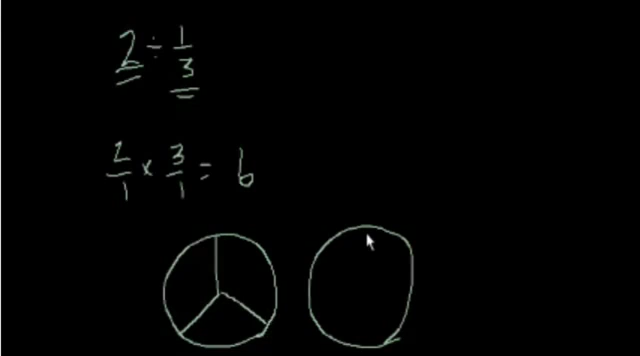 2 ÷ 1/3
2/1 × 3/1 = 6